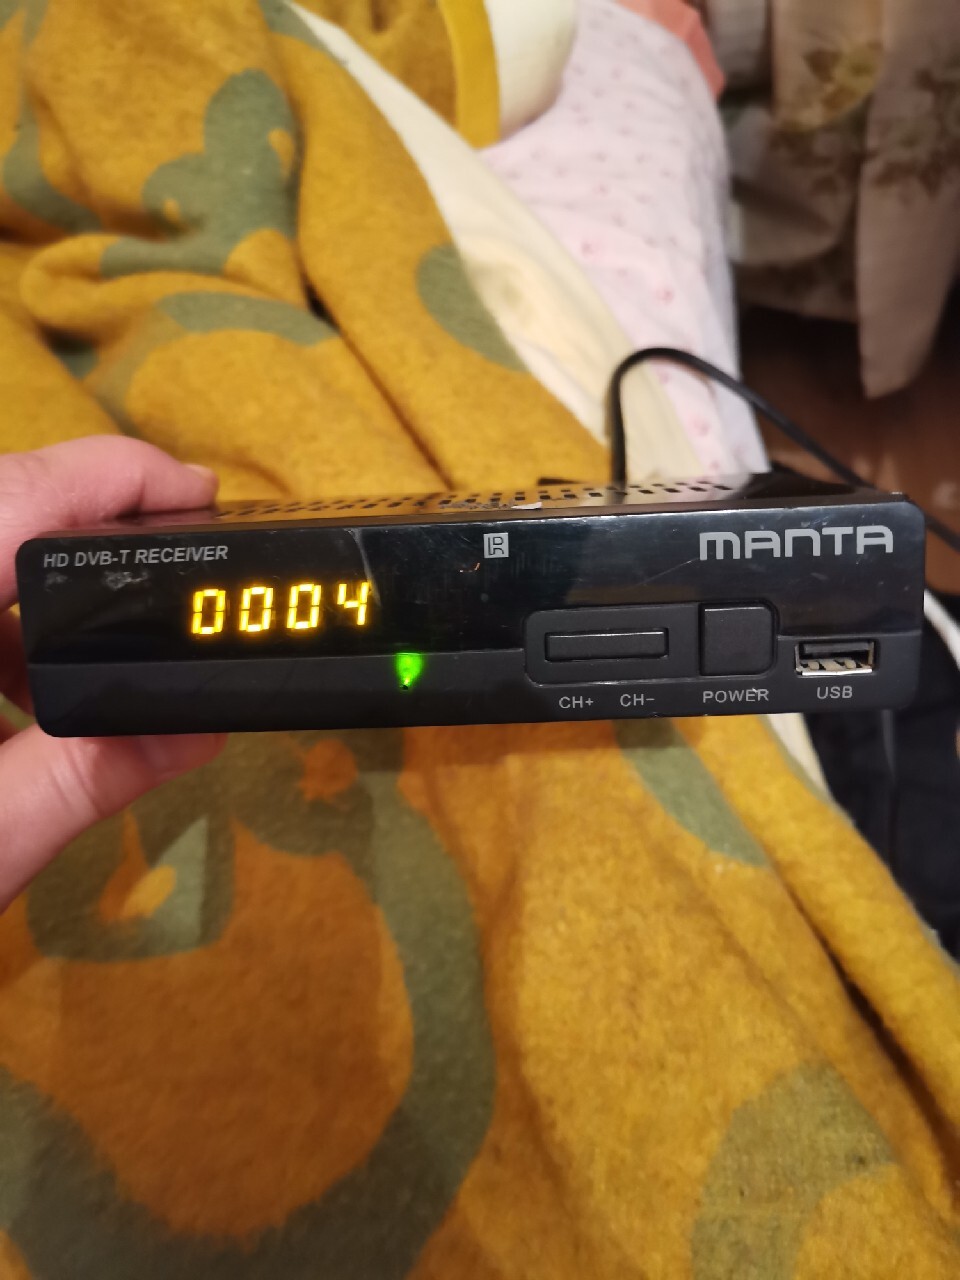 HD DVB-T RECEIVER
MANTA
0004
CH+ CH− POWER USB